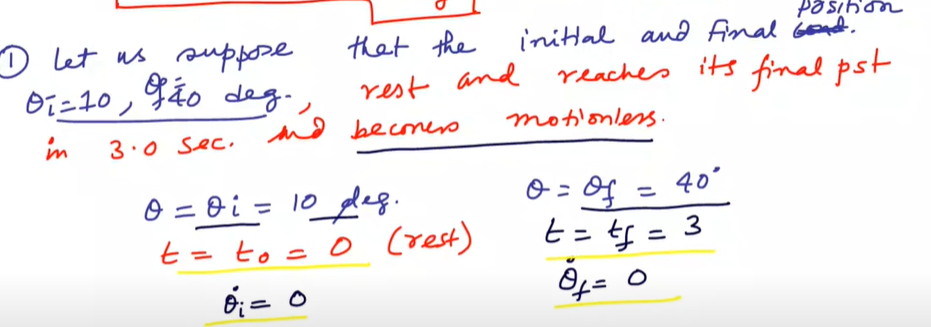 position
① Let us suppose that the initial and final cond.
θi=10, θf=40 deg., rest and reaches its final pst
in 3.0 sec. and becomes motionless.
θ = θi = 10 deg.
t = to = 0 (rest)
θ̇i = 0
θ = θf = 40°
t = tf = 3
θ̇f = 0